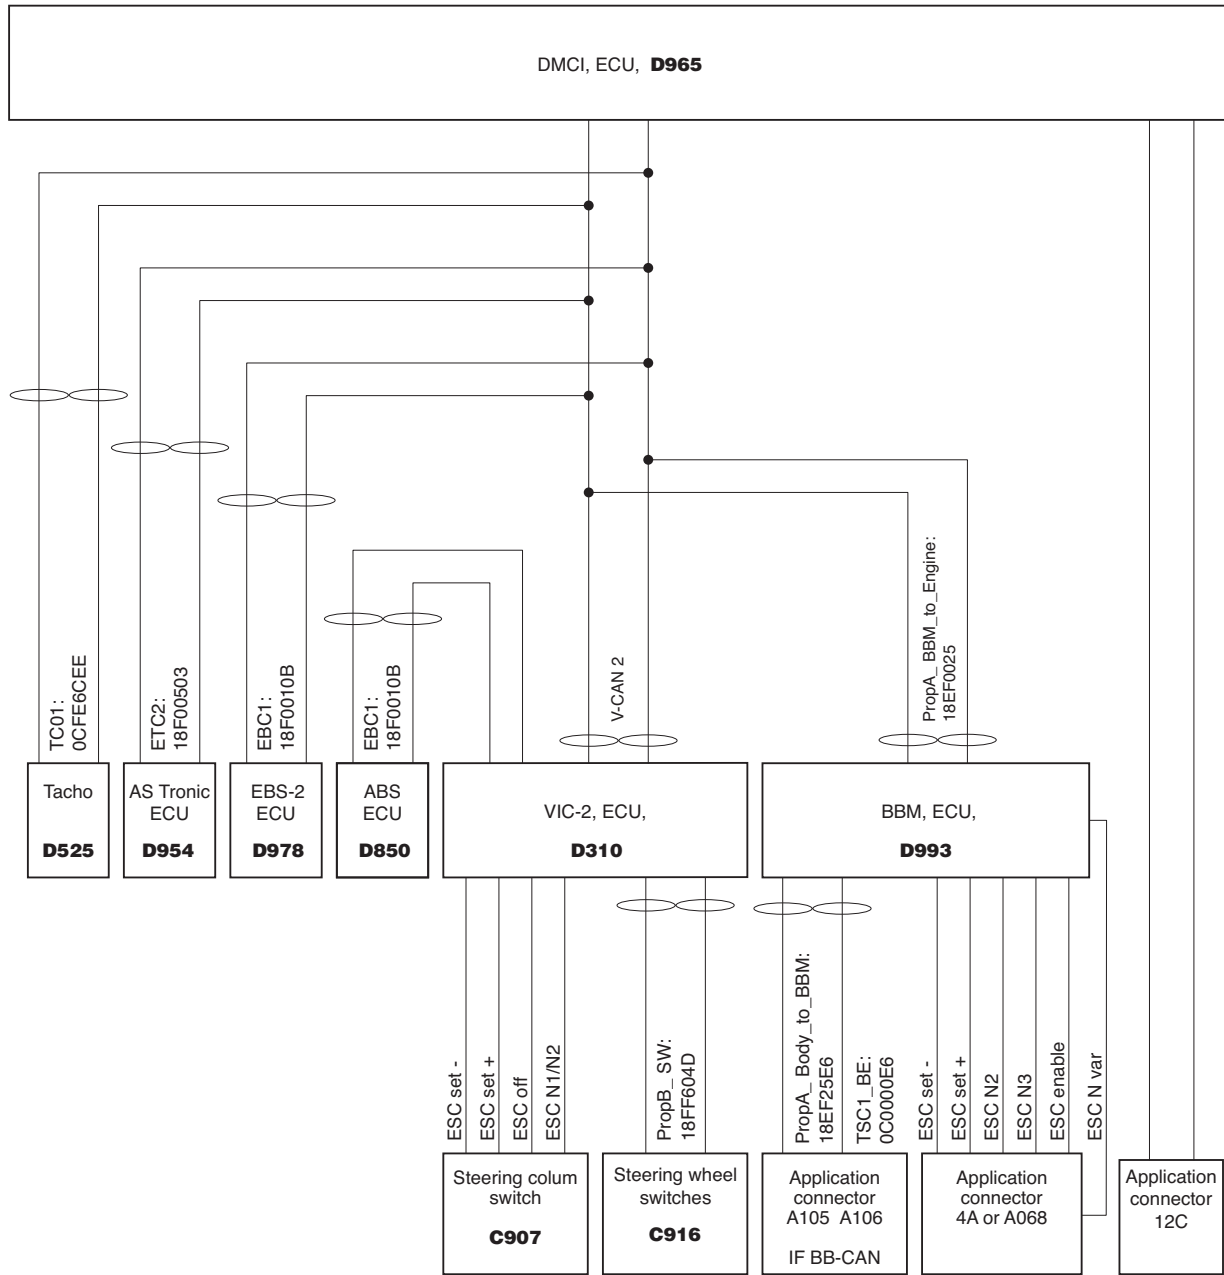 DMCI, ECU, D965
TC01:
0CFE6CEE
ETC2:
18F00503
EBC1:
18F0010B
EBC1:
18F0010B
V-CAN 2
PropA_ BBM_to_Engine:
18EF0025
Tacho
D525
AS Tronic
ECU
D954
EBS-2
ECU
D978
ABS
ECU
D850
VIC-2, ECU,
D310
BBM, ECU,
D993
ESC set -
ESC set +
ESC off
ESC N1/N2
PropB_ SW:
18FF604D
PropA_ Body_to_BBM:
18EF25E6
TSC1_BE:
0C0000E6
ESC set -
ESC set +
ESC N2
ESC N3
ESC enable
ESC N var
Steering colum
switch
C907
Steering wheel
switches
C916
Application
connector
A105 A106
IF BB-CAN
Application
connector
4A or A068
Application
connector
12C